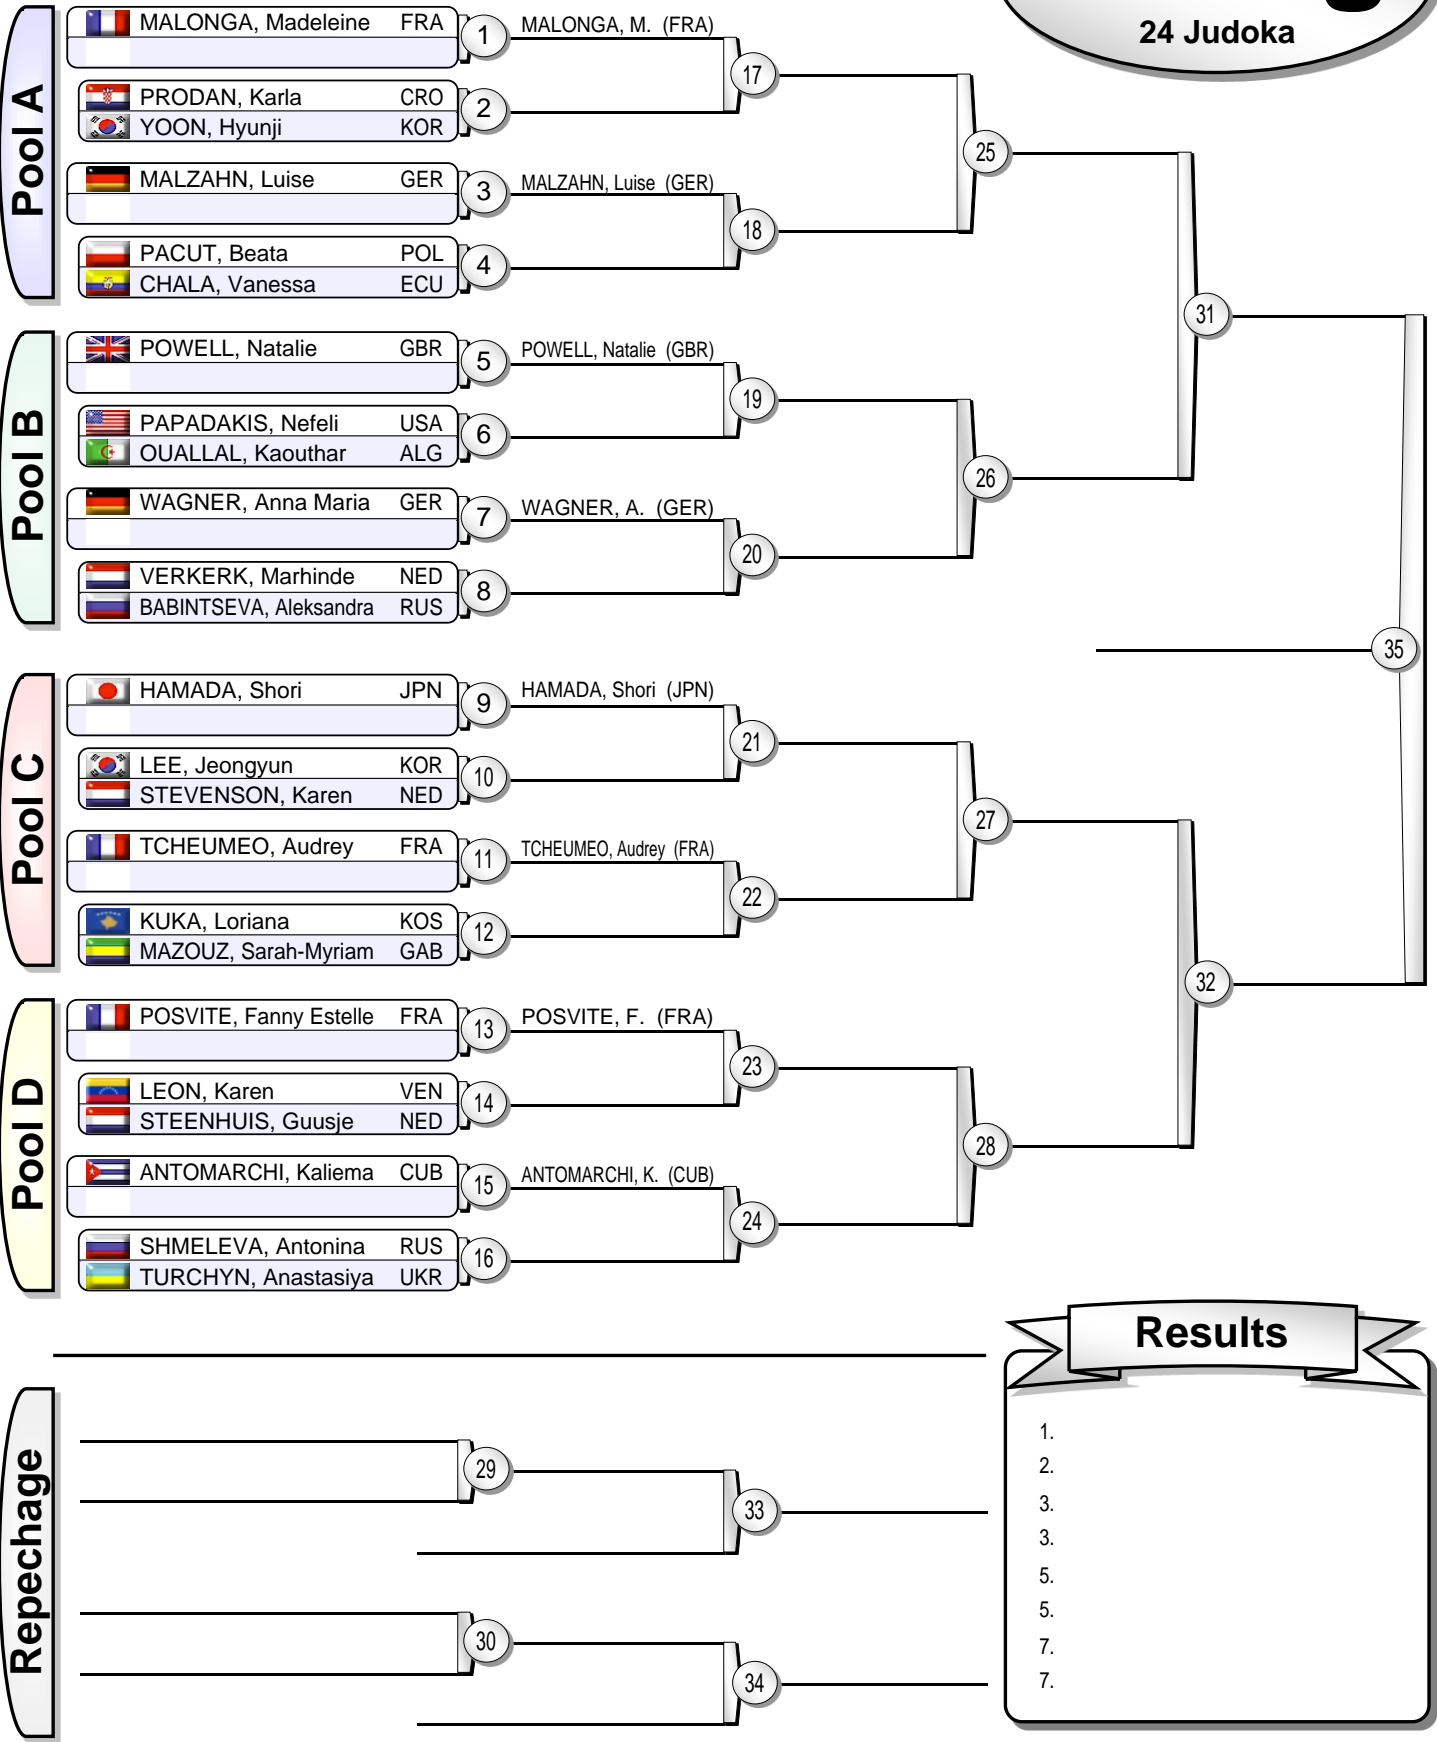 24 Judoka
Pool A
MALONGA, Madeleine FRA 1 MALONGA, M. (FRA)
17
PRODAN, Karla CRO
2
YOON, Hyunji KOR
25
MALZAHN, Luise GER 3 MALZAHN, Luise (GER)
18
PACUT, Beata POL
4
CHALA, Vanessa ECU
31
Pool B
POWELL, Natalie GBR 5 POWELL, Natalie (GBR)
19
PAPADAKIS, Nefeli USA
6
OUALLAL, Kaouthar ALG
26
WAGNER, Anna Maria GER 7 WAGNER, A. (GER)
20
VERKERK, Marhinde NED
8
BABINTSEVA, Aleksandra RUS
35
Pool C
HAMADA, Shori JPN 9 HAMADA, Shori (JPN)
21
LEE, Jeongyun KOR
10
STEVENSON, Karen NED
27
TCHEUMEO, Audrey FRA 11 TCHEUMEO, Audrey (FRA)
22
KUKA, Loriana KOS
12
MAZOUZ, Sarah-Myriam GAB
32
Pool D
POSVITE, Fanny Estelle FRA 13 POSVITE, F. (FRA)
23
LEON, Karen VEN
14
STEENHUIS, Guusje NED
28
ANTOMARCHI, Kaliema CUB 15 ANTOMARCHI, K. (CUB)
24
SHMELEVA, Antonina RUS
16
TURCHYN, Anastasiya UKR
Repechage
29
33
30
34
Results
1.
2.
3.
3.
5.
5.
7.
7.